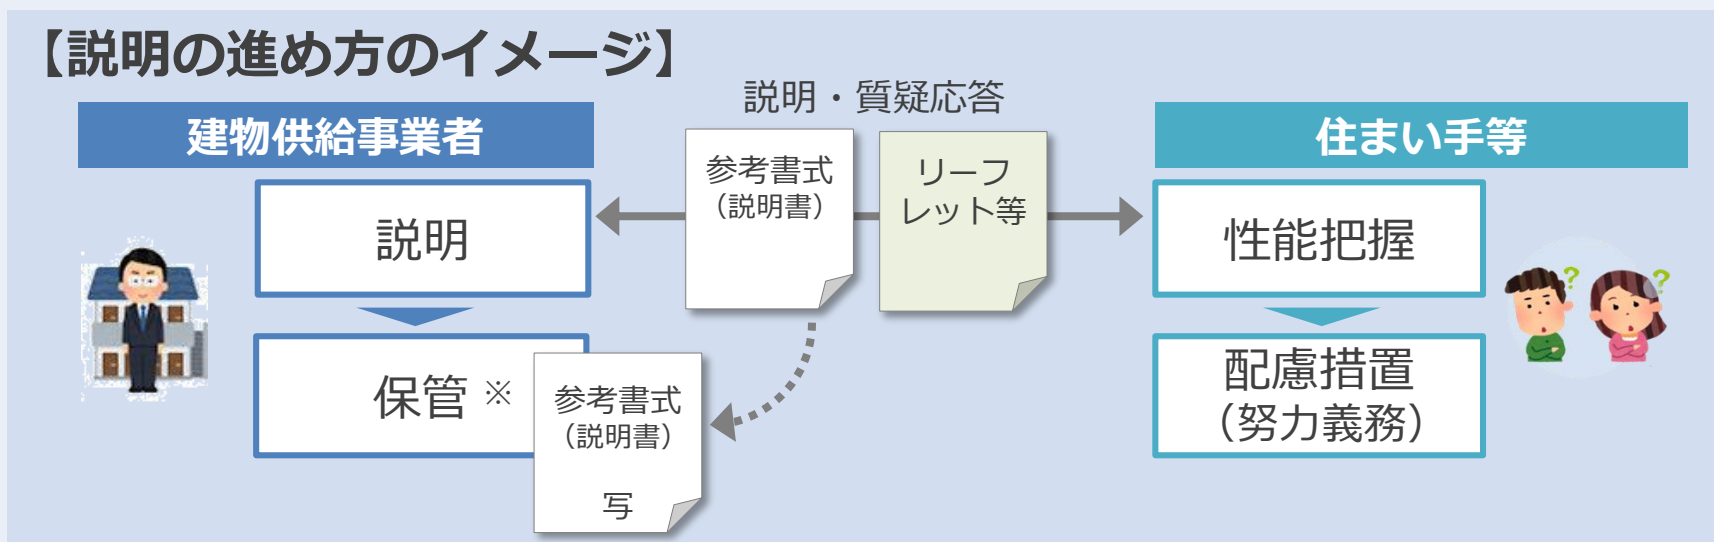 【説明の進め方のイメージ】
説明・質疑応答
建物供給事業者
住まい手等
参考書式
（説明書）
リーフ
レット等
説明
性能把握
?
?
保管 ※
参考書式
（説明書）
写
配慮措置
（努力義務）